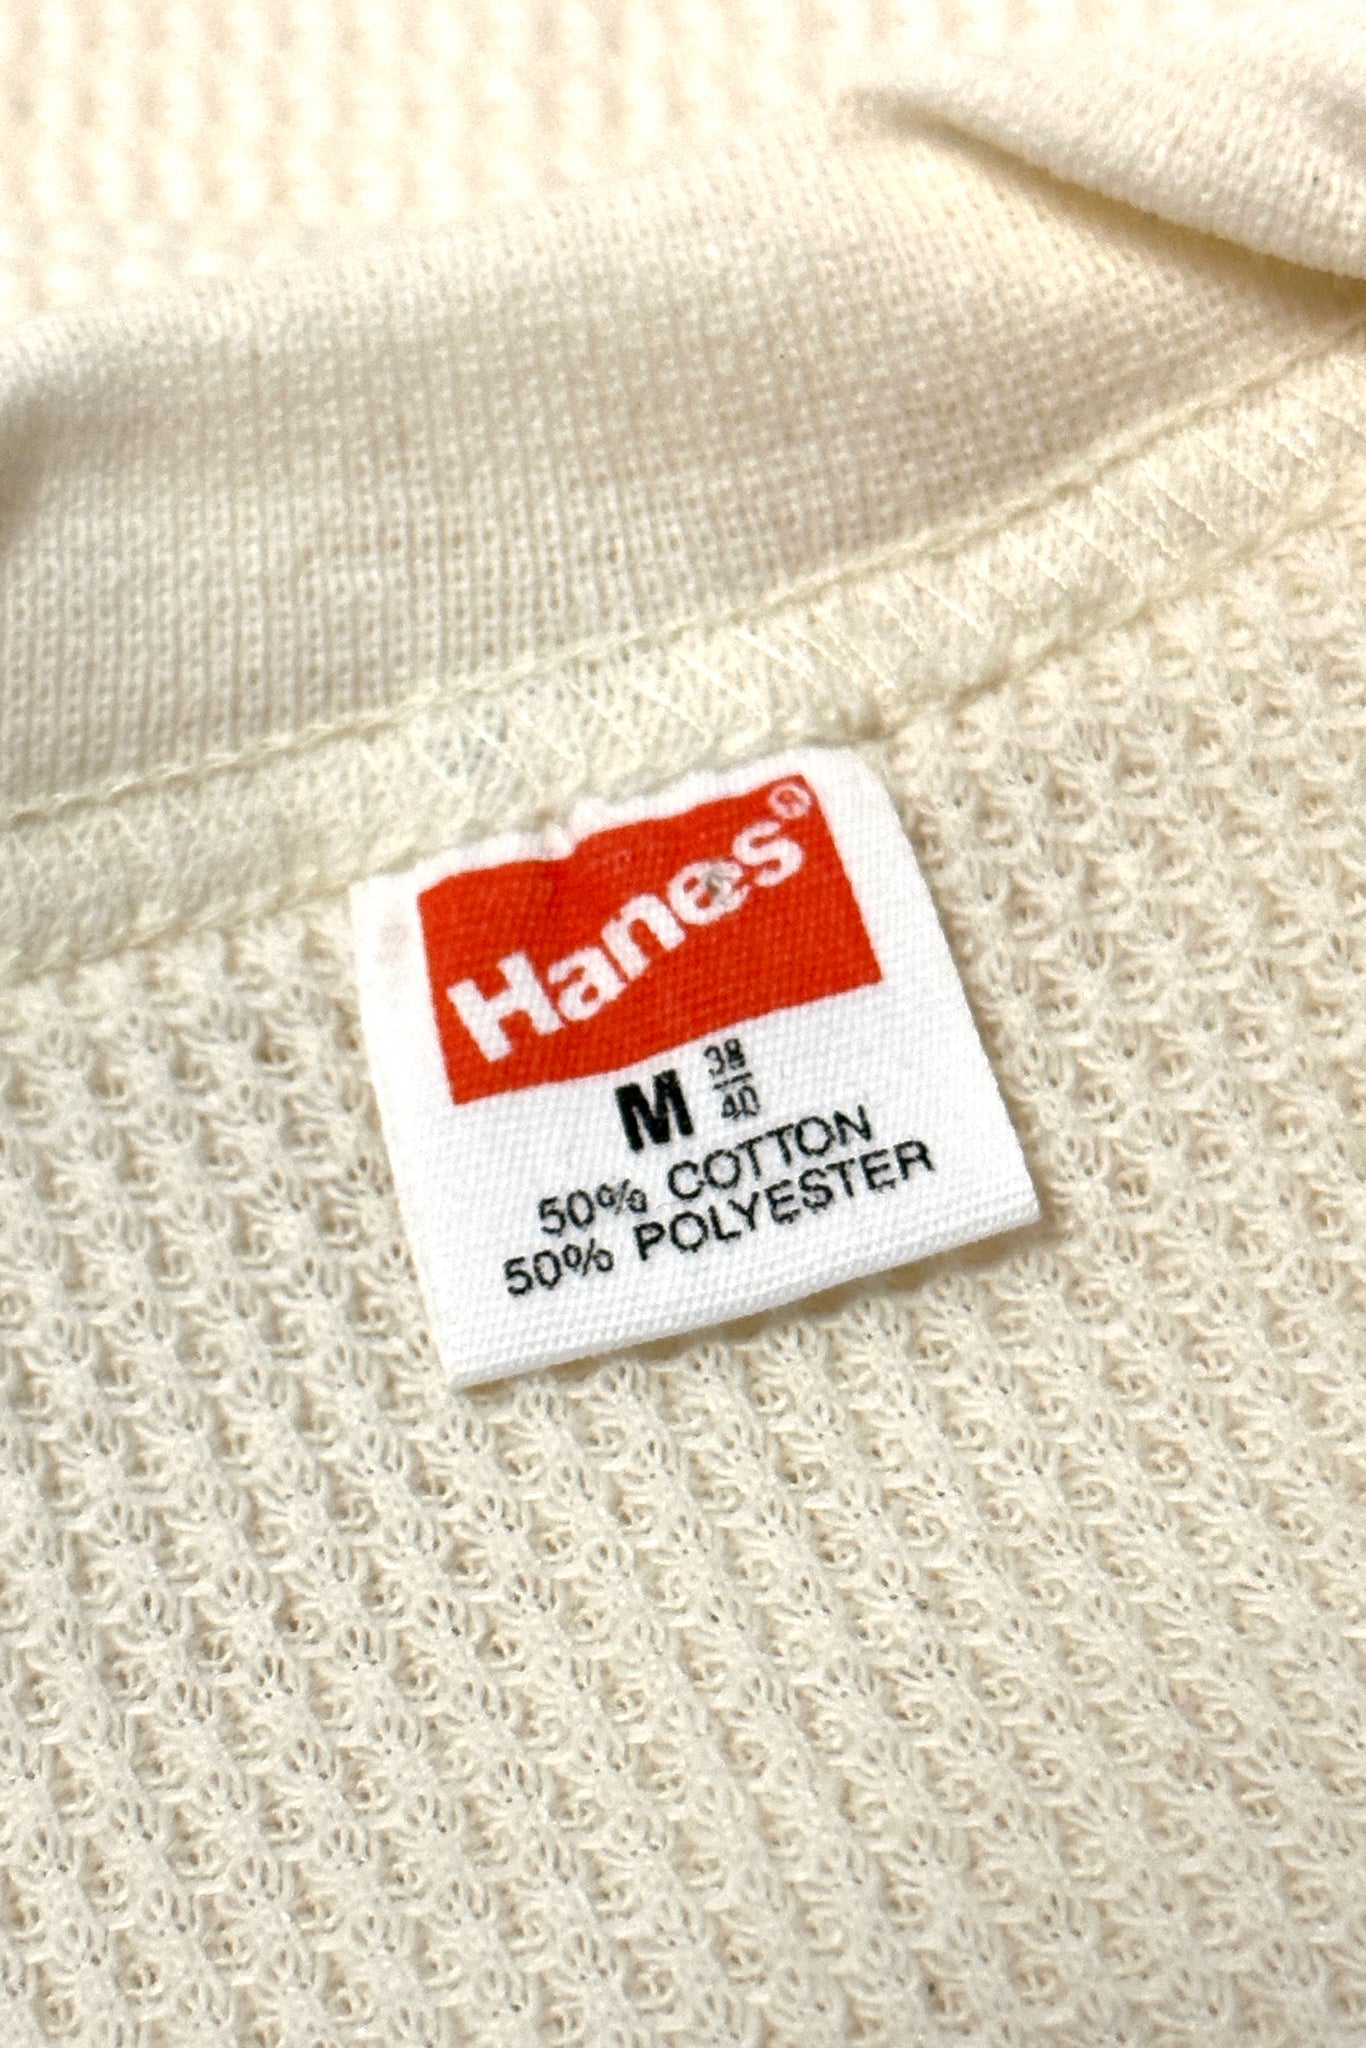 Hanes®
M 38/40
50% COTTON
50% POLYESTER